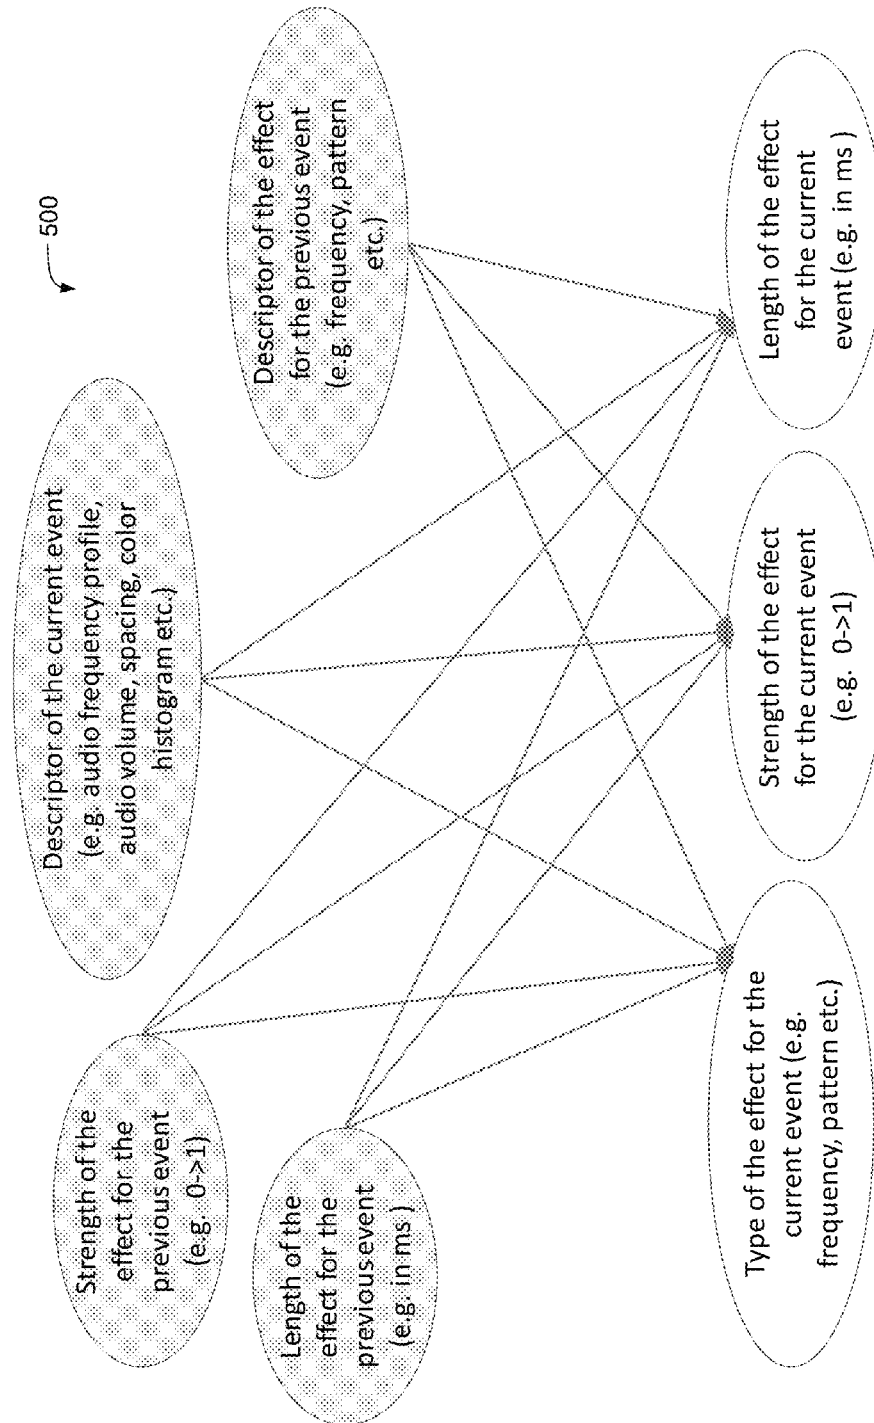 500
Strength of the
effect for the
previous event
(e.g. 0->1)
Descriptor of the current event
(e.g. audio frequency profile,
audio volume, spacing, color
histogram etc.)
Length of the
effect for the
previous event
(e.g. in ms )
Descriptor of the effect
for the previous event
(e.g. frequency, pattern
etc.)
Type of the effect for the
current event (e.g.
frequency, pattern etc.)
Strength of the effect
for the current event
(e.g. 0->1)
Length of the effect
for the current
event (e.g. in ms )